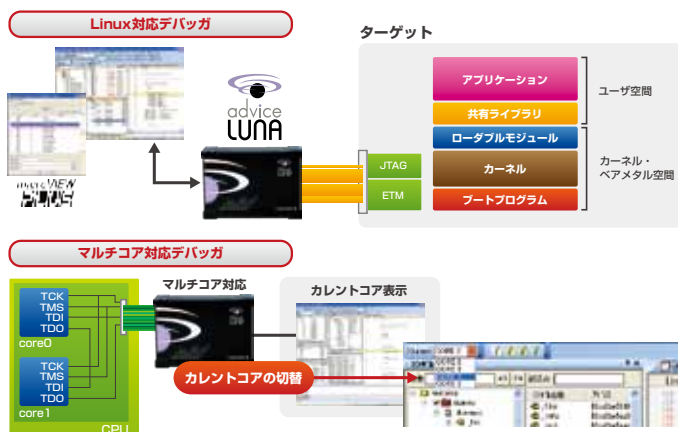 Linux対応デバッガ
ターゲット
アプリケーション
共有ライブラリ
ローダブルモジュール
カーネル
ブートプログラム
ユーザ空間
カーネル・
ベアメタル空間
advice
LUNA
JTAG
ETM
microVIEW
PLUS
マルチコア対応デバッガ
マルチコア対応
カレントコア表示
TCK
TMS
TDI
TDO
core0
TCK
TMS
TDI
TDO
core1
CPU
カレントコアの切替